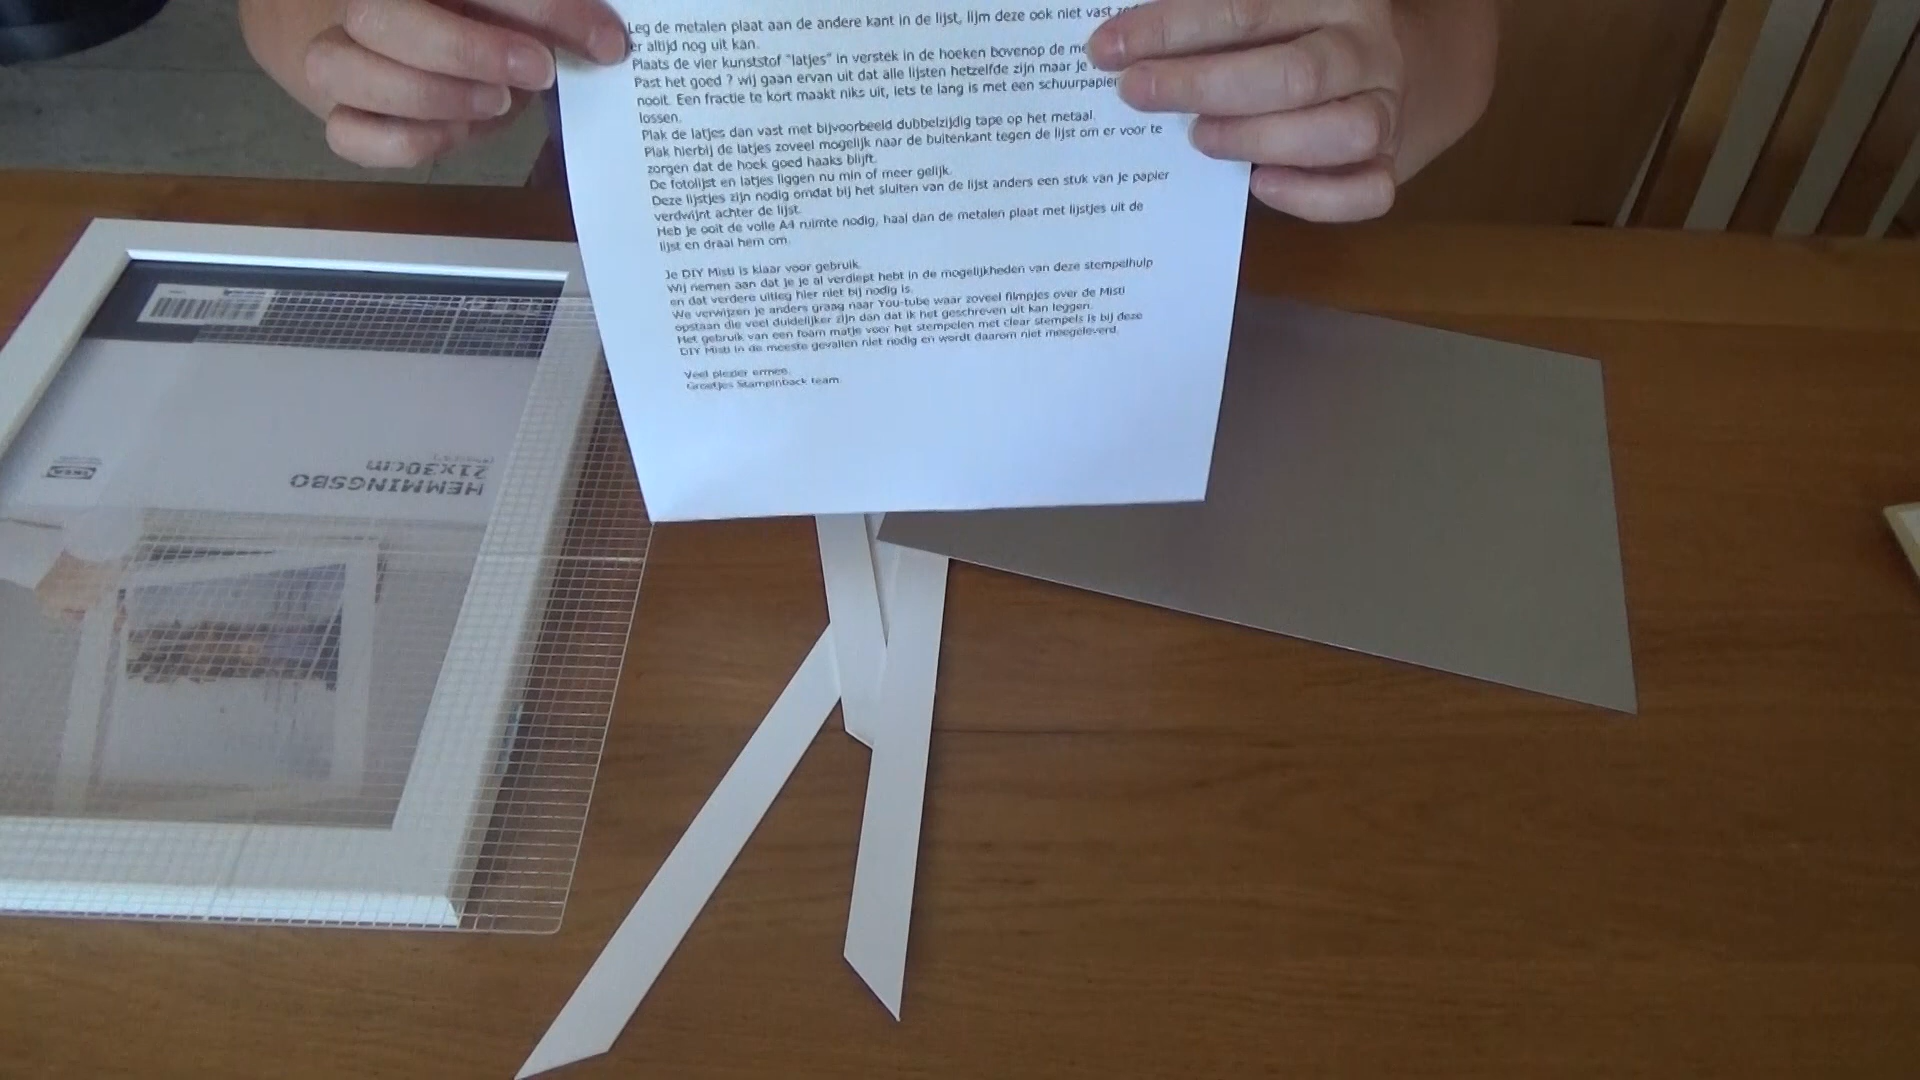 Leg de metalen plaat aan de andere kant in de lijst, lijm deze ook niet vast
er altijd nog uit kan.
Plaats de vier kunststof "latjes" in verstek in de hoeken bovenop de
Past het goed ? wij gaan ervan uit dat alle lijsten hetzelfde zijn maar je
nooit. Een fractie te kort maakt niks uit, iets te lang is met een schuurpapier
lossen.
Plak de latjes dan vast met bijvoorbeeld dubbelzijdig tape op het metaal.
Plak hierbij de latjes zoveel mogelijk naar de buitenkant tegen de lijst om er voor te
zorgen dat de hoek goed haaks blijft.
De fotolijst en latjes liggen nu min of meer gelijk.
Deze lijstjes zijn nodig omdat bij het sluiten van de lijst anders een stuk van je papier
verdwijnt achter de lijst.
Heb je ooit de volle A4 ruimte nodig, haal dan de metalen plaat met lijstjes uit de
lijst en draai hem om.
Je DIY Misti is klaar voor gebruik.
Wij nemen aan dat je je al verdiept hebt in de mogelijkheden van deze stempelhulp
en dat verdere uitleg hier niet bij nodig is.
We verwijzen je anders graag naar You-tube waar zoveel filmpjes over de Misti
opstaan die veel duidelijker zijn dan dat ik het geschreven uit kan leggen.
Het gebruik van een foam matje voor het stempelen met clear stempels is bij deze
DIY Misti in de meeste gevallen niet nodig en wordt daarom niet meegeleverd.
Veel plezier ermee.
Groetjes Stampinback team
HEMMINGSBO
21x30cm
IKEA